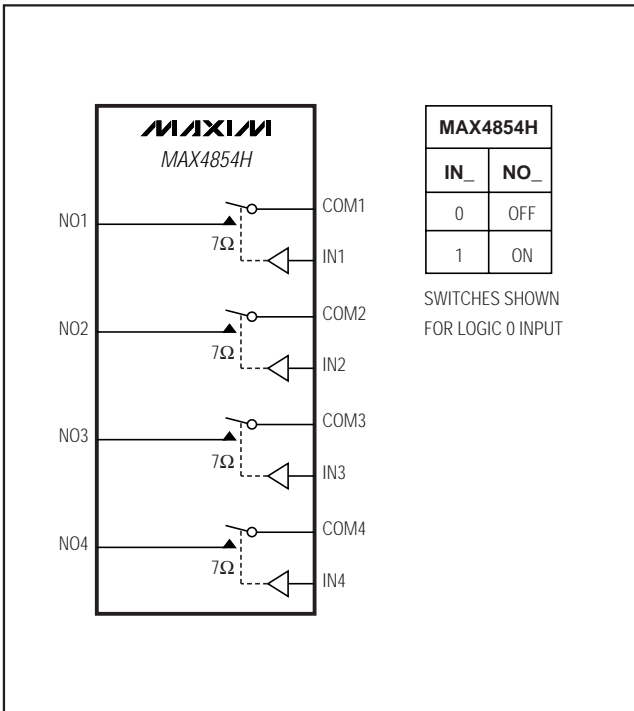 MAXIM
MAX4854H
NO1
COM1
7Ω
IN1
NO2
COM2
7Ω
IN2
NO3
COM3
7Ω
IN3
NO4
COM4
7Ω
IN4
MAX4854H
IN_ NO_
0 OFF
1 ON
SWITCHES SHOWN
FOR LOGIC 0 INPUT